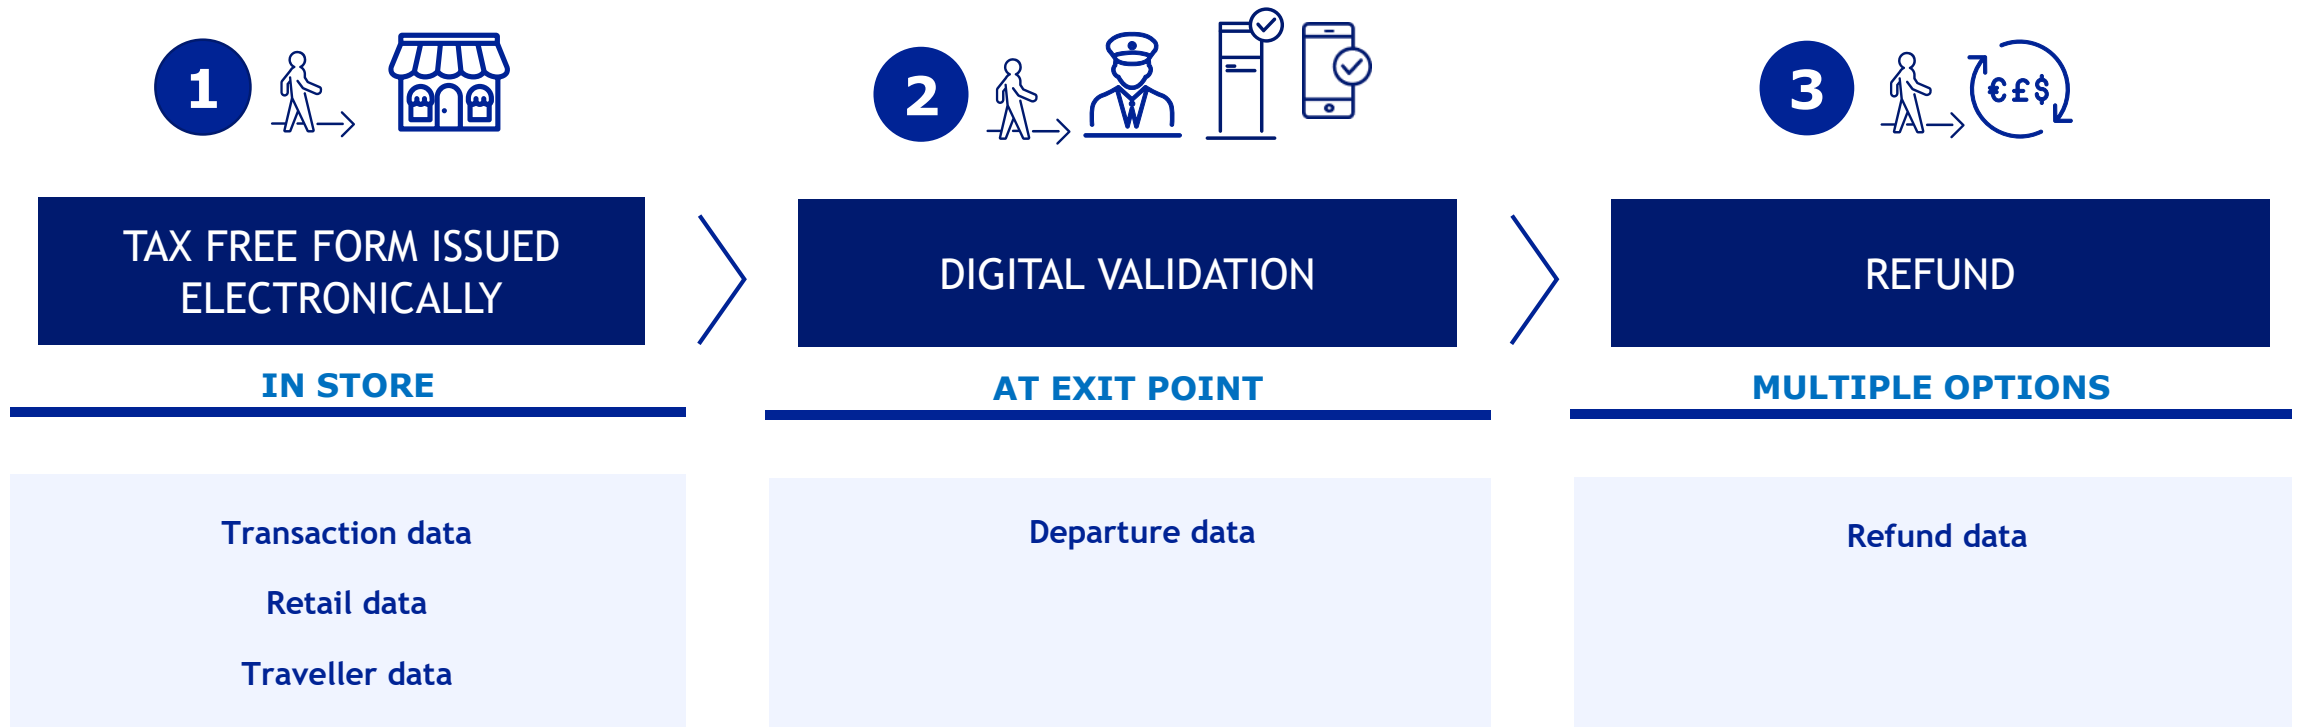 1
2
3
€ £ $
TAX FREE FORM ISSUED
ELECTRONICALLY
DIGITAL VALIDATION
REFUND
IN STORE
AT EXIT POINT
MULTIPLE OPTIONS
Transaction data
Retail data
Traveller data
Departure data
Refund data